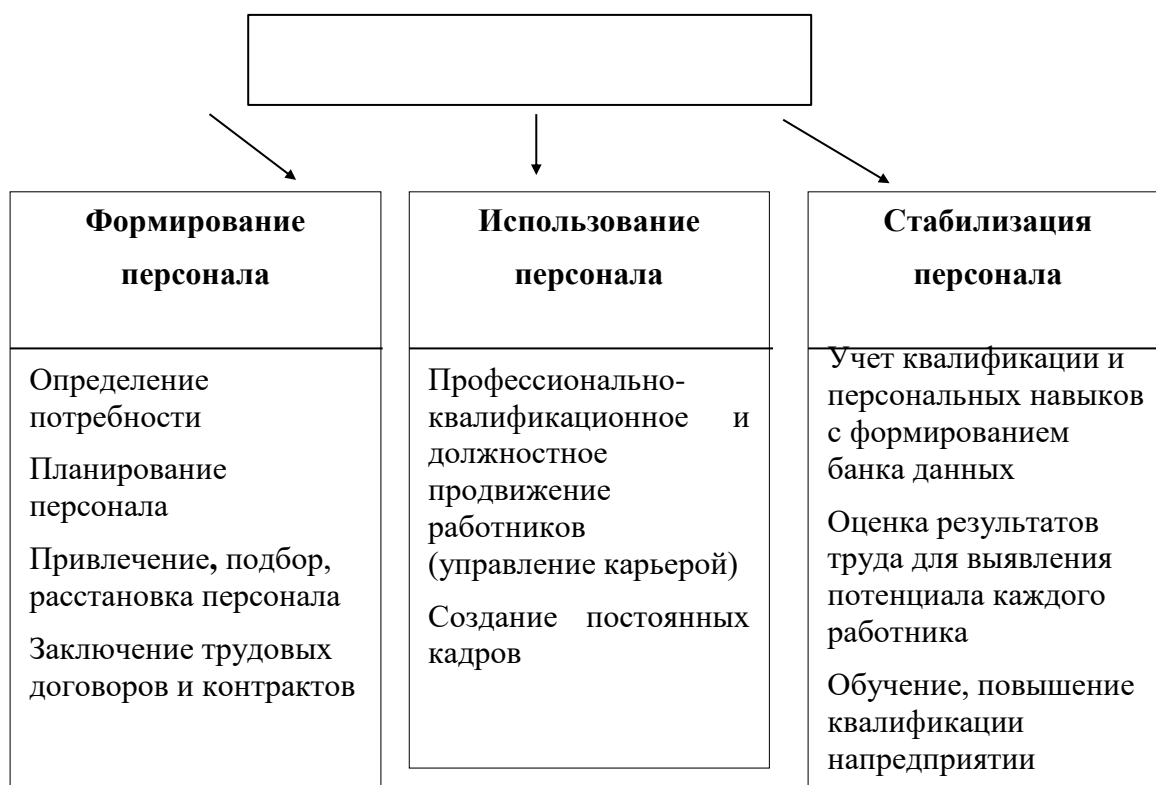 Формирование
персонала
Определение
потребности
Планирование
персонала
Привлечение, подбор,
расстановка персонала
Заключение трудовых
договоров и контрактов
Использование
персонала
Профессионально-
квалификационное и
должностное
продвижение
работников
(управление карьерой)
Создание постоянных
кадров
Стабилизация
персонала
Учет квалификации и
персональных навыков
с формированием
банка данных
Оценка результатов
труда для выявления
потенциала каждого
работника
Обучение, повышение
квалификации
напредприятии